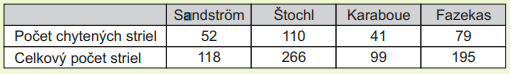 Sandström Štochl Karaboue Fazekas
Počet chytených striel 52 110 41 79
Celkový počet striel 118 266 99 195